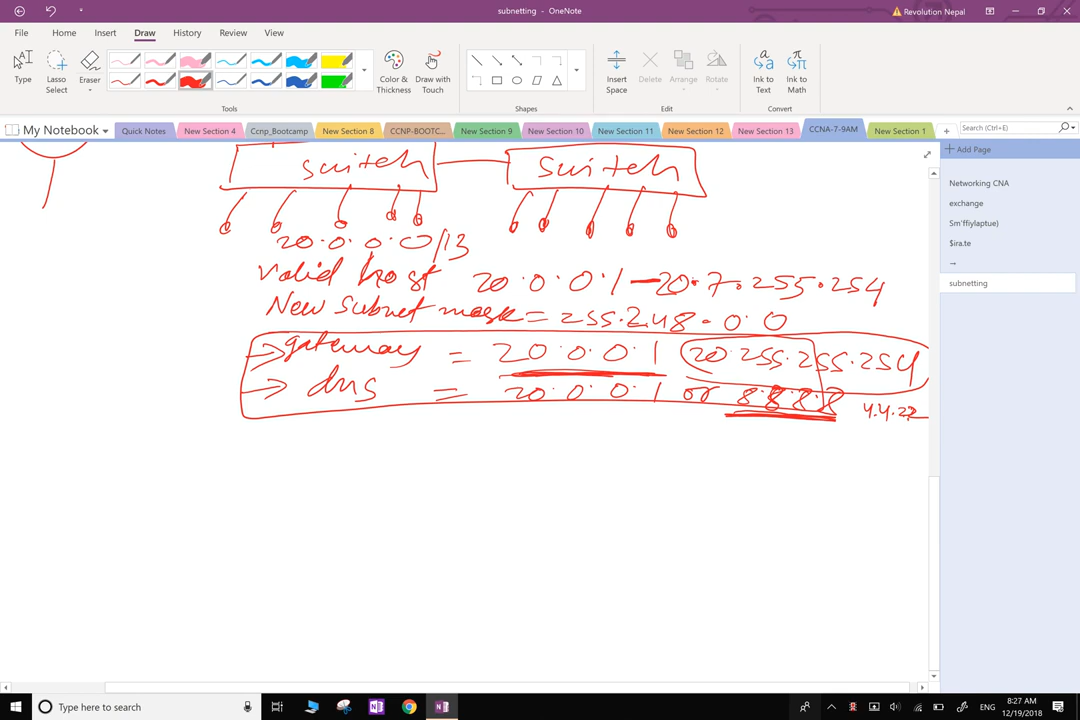 subnetting - OneNote
Revolution Nepal
File Home Insert Draw History Review View
Type
Lasso Select
Eraser
Color & Thickness
Draw with Touch
Insert Space
Delete
Arrange
Rotate
Ink to Text
Ink to Math
Tools
Shapes
Edit
Convert
My Notebook
Quick Notes New Section 4 Ccnp_Bootcamp New Section 8 CCNP-BOOTC... New Section 9 New Section 10 New Section 11 New Section 12 New Section 13 CCNA-7-9AM New Section 1
Search (Ctrl+E)
Add Page
Networking CNA
exchange
Sm'ffiylaptue)
$ira.te
→
subnetting
switch switch
20.0.0.0/13
valid host 20.0.0.1-20.7.255.254
New subnet mask = 255.248.0.0
→gateway = 20.0.0.1 20.255.255.254
→ dns = 20.0.0.1 or 8.8.8.8 4.4.22
Type here to search
ENG
8:27 AM
12/19/2018